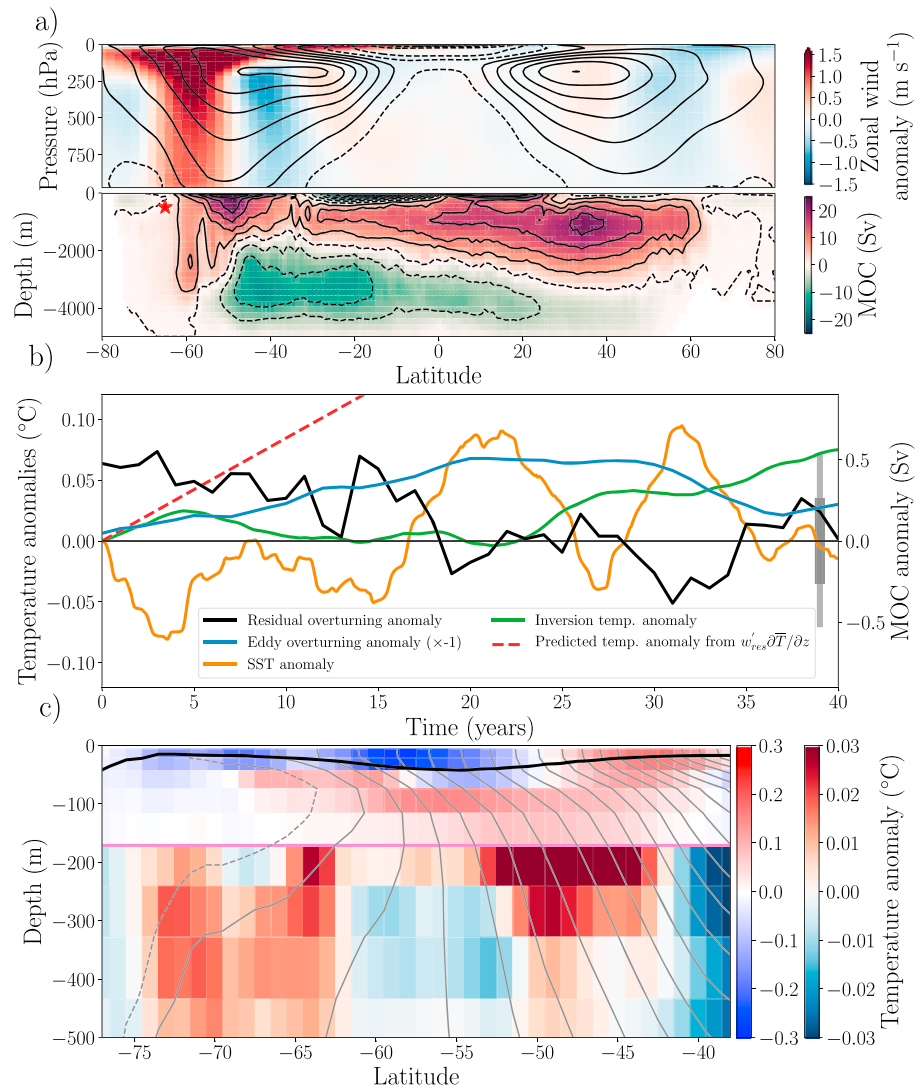 a)
Pressure (hPa)
0
250
500
750
1.5
1.0
0.5
0.0
−0.5
−1.0
−1.5
Zonal wind
anomaly (m s⁻¹)
Depth (m)
0
−2000
−4000
20
10
0
−10
−20
MOC (Sv)
−80 −60 −40 −20 0 20 40 60 80
Latitude
b)
Temperature anomalies (°C)
0.10
0.05
0.00
−0.05
−0.10
0.5
0.0
−0.5
MOC anomaly (Sv)
Residual overturning anomaly
Eddy overturning anomaly (×-1)
SST anomaly
Inversion temp. anomaly
Predicted temp. anomaly from w′res∂T̅/∂z
0 5 10 15 20 25 30 35 40
Time (years)
c)
Depth (m)
0
−100
−200
−300
−400
−500
0.3
0.2
0.1
0.0
−0.1
−0.2
−0.3
0.03
0.02
0.01
0.00
−0.01
−0.02
−0.03
Temperature anomaly (°C)
−75 −70 −65 −60 −55 −50 −45 −40
Latitude